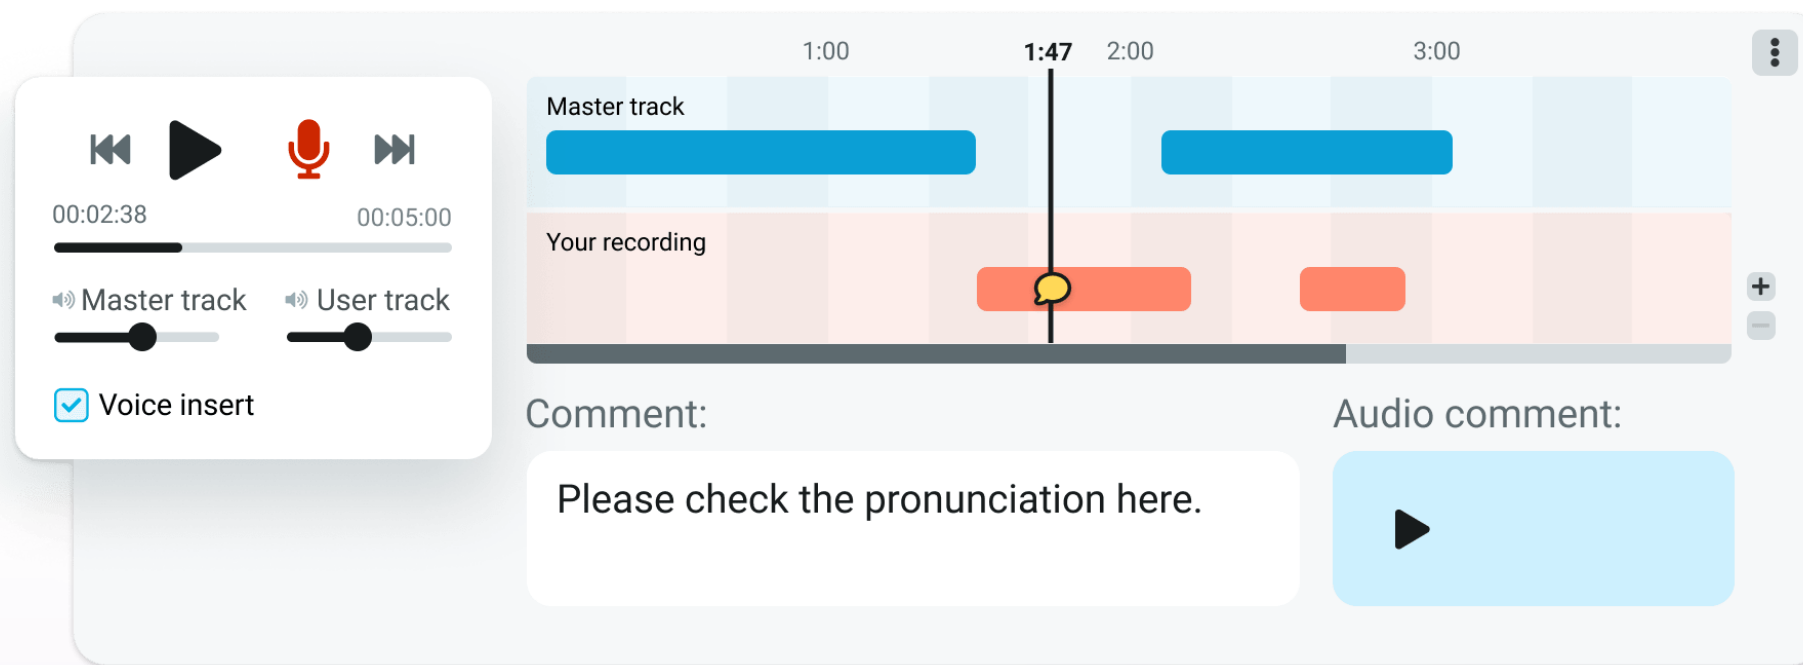 1:00 1:47 2:00 3:00
Master track
00:02:38 00:05:00
Your recording
Master track User track
Voice insert
Comment: Audio comment:
Please check the pronunciation here.